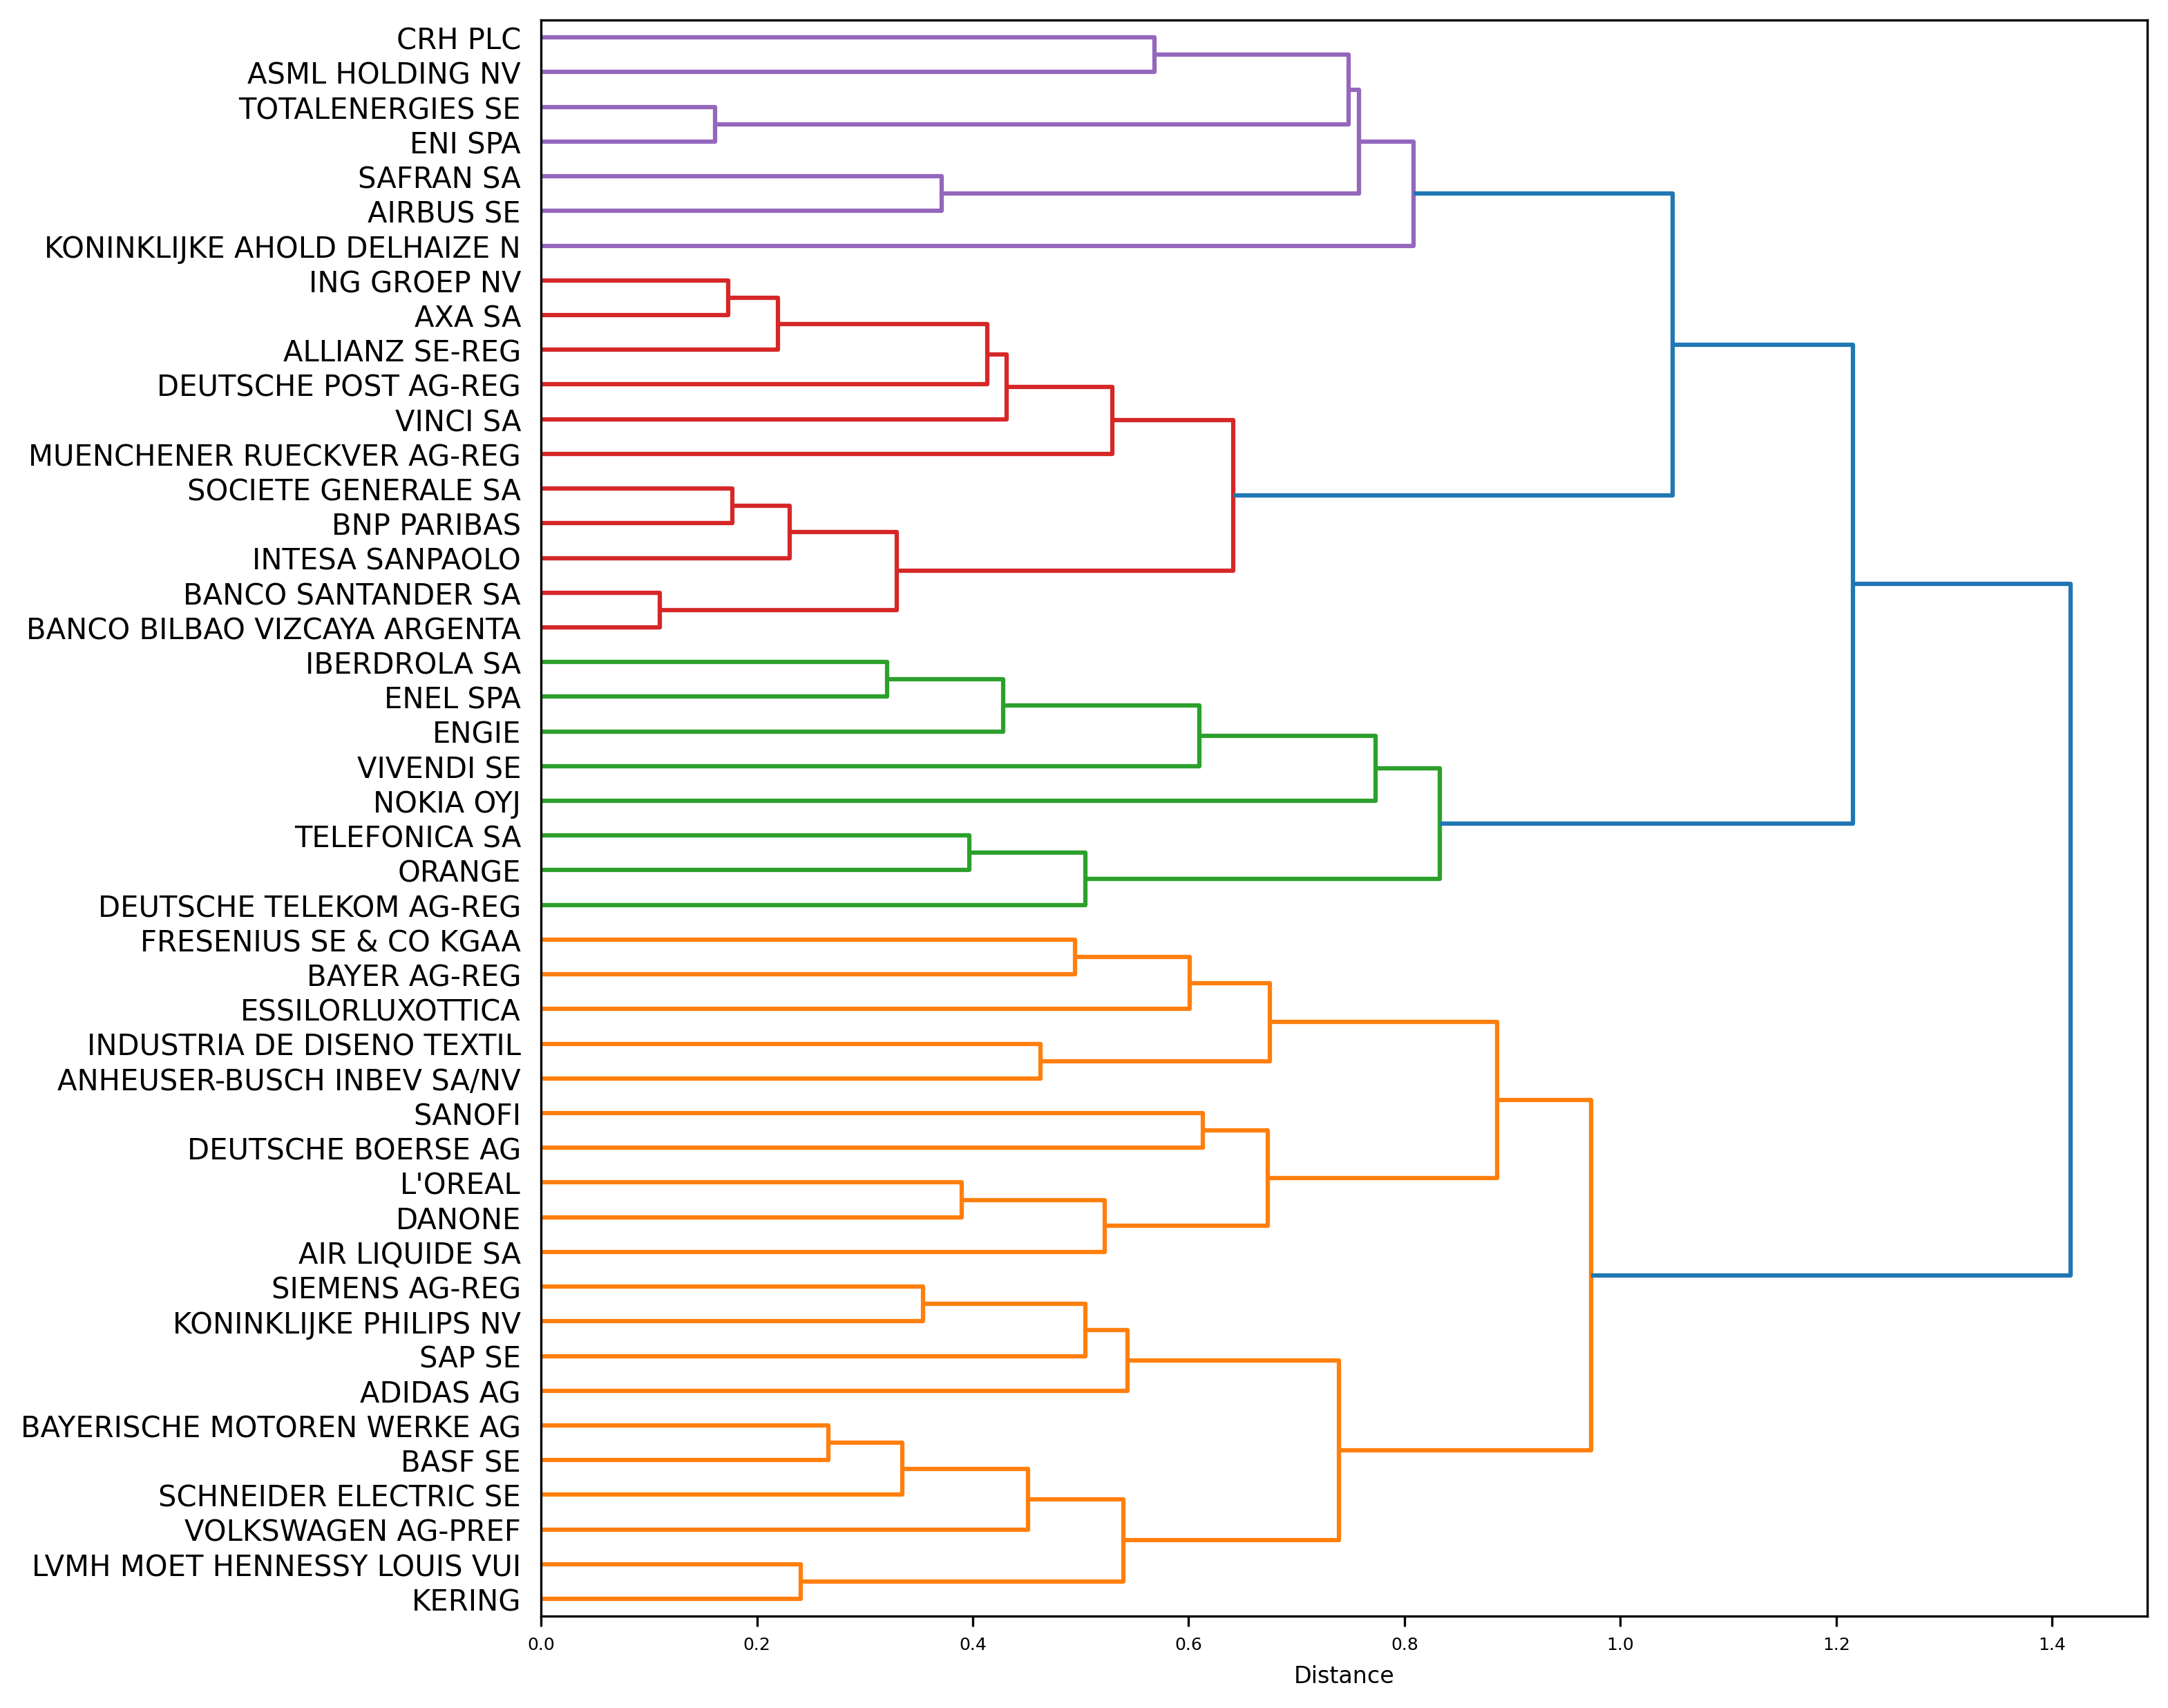 CRH PLC
ASML HOLDING NV
TOTALENERGIES SE
ENI SPA
SAFRAN SA
AIRBUS SE
KONINKLIJKE AHOLD DELHAIZE N
ING GROEP NV
AXA SA
ALLIANZ SE-REG
DEUTSCHE POST AG-REG
VINCI SA
MUENCHENER RUECKVER AG-REG
SOCIETE GENERALE SA
BNP PARIBAS
INTESA SANPAOLO
BANCO SANTANDER SA
BANCO BILBAO VIZCAYA ARGENTA
IBERDROLA SA
ENEL SPA
ENGIE
VIVENDI SE
NOKIA OYJ
TELEFONICA SA
ORANGE
DEUTSCHE TELEKOM AG-REG
FRESENIUS SE & CO KGAA
BAYER AG-REG
ESSILORLUXOTTICA
INDUSTRIA DE DISENO TEXTIL
ANHEUSER-BUSCH INBEV SA/NV
SANOFI
DEUTSCHE BOERSE AG
L'OREAL
DANONE
AIR LIQUIDE SA
SIEMENS AG-REG
KONINKLIJKE PHILIPS NV
SAP SE
ADIDAS AG
BAYERISCHE MOTOREN WERKE AG
BASF SE
SCHNEIDER ELECTRIC SE
VOLKSWAGEN AG-PREF
LVMH MOET HENNESSY LOUIS VUI
KERING
0.0 0.2 0.4 0.6 0.8 1.0 1.2 1.4
Distance